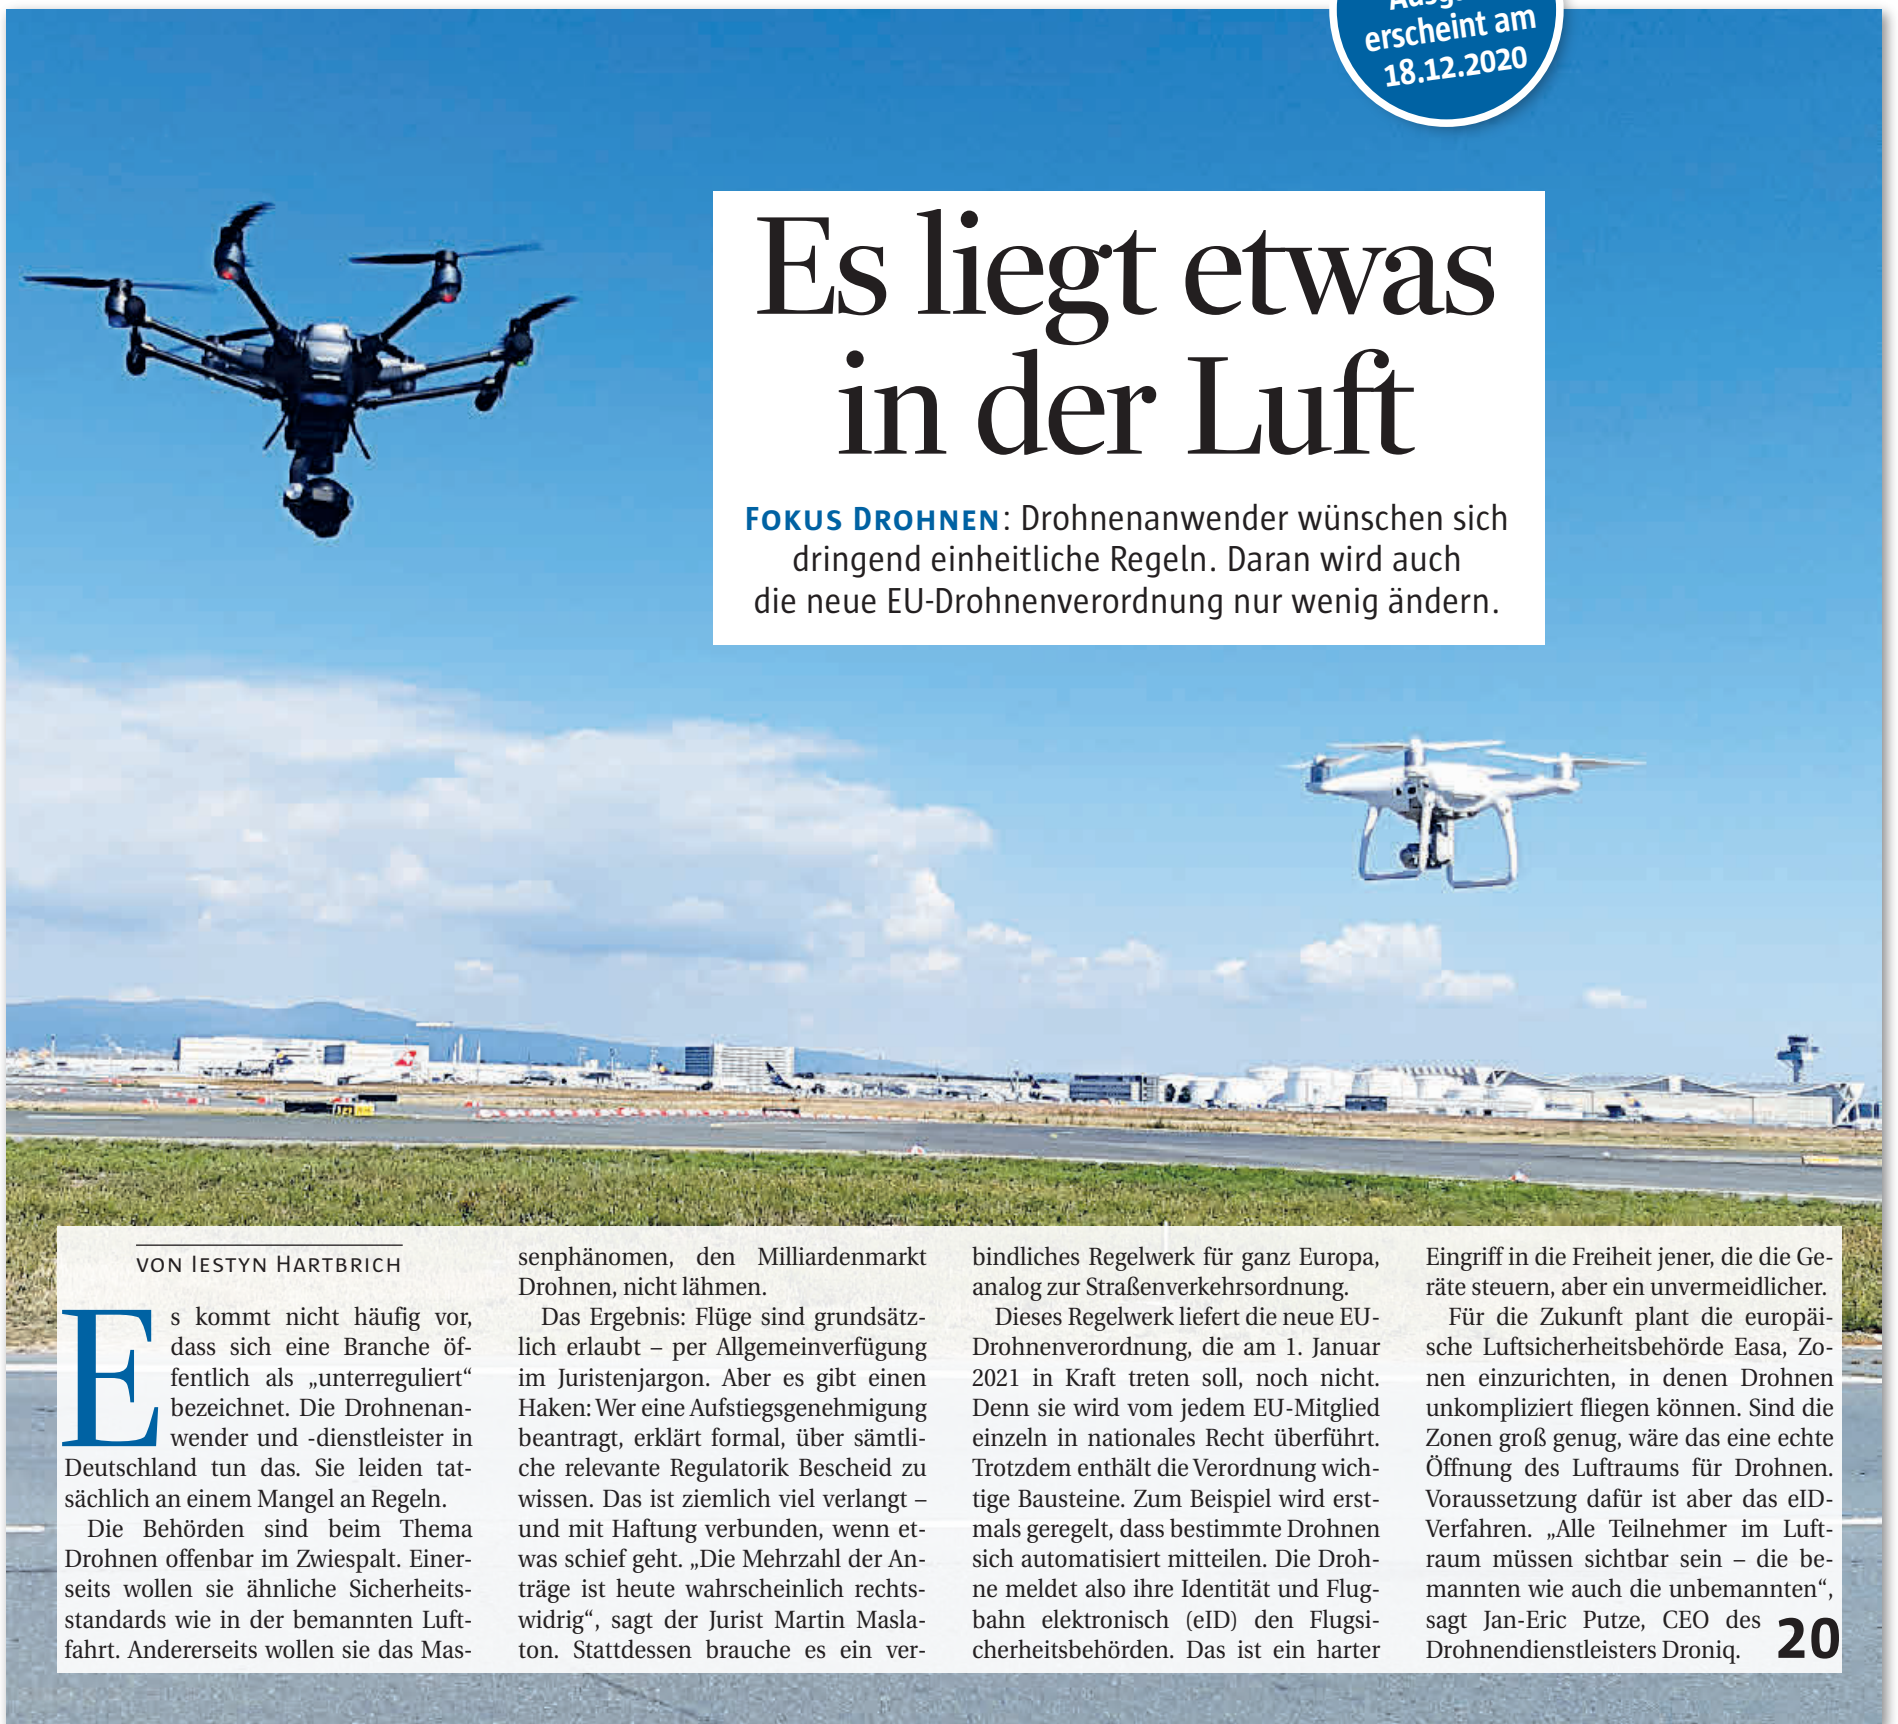 erscheint am
18.12.2020
Es liegt etwas
in der Luft
FOKUS DROHNEN: Drohnenanwender wünschen sich
dringend einheitliche Regeln. Daran wird auch
die neue EU-Drohnenverordnung nur wenig ändern.
VON IESTYN HARTBRICH
Es kommt nicht häufig vor,
dass sich eine Branche öf-
fentlich als „unterreguliert“
bezeichnet. Die Drohnenan-
wender und -dienstleister in
Deutschland tun das. Sie leiden tat-
sächlich an einem Mangel an Regeln.
Die Behörden sind beim Thema
Drohnen offenbar im Zwiespalt. Einer-
seits wollen sie ähnliche Sicherheits-
standards wie in der bemannten Luft-
fahrt. Andererseits wollen sie das Mas-
senphänomen, den Milliardenmarkt
Drohnen, nicht lähmen.
Das Ergebnis: Flüge sind grundsätz-
lich erlaubt – per Allgemeinverfügung
im Juristenjargon. Aber es gibt einen
Haken: Wer eine Aufstiegsgenehmigung
beantragt, erklärt formal, über sämtli-
che relevante Regulatorik Bescheid zu
wissen. Das ist ziemlich viel verlangt –
und mit Haftung verbunden, wenn et-
was schief geht. „Die Mehrzahl der An-
träge ist heute wahrscheinlich rechts-
widrig“, sagt der Jurist Martin Masla-
ton. Stattdessen brauche es ein ver-
bindliches Regelwerk für ganz Europa,
analog zur Straßenverkehrsordnung.
Dieses Regelwerk liefert die neue EU-
Drohnenverordnung, die am 1. Januar
2021 in Kraft treten soll, noch nicht.
Denn sie wird vom jedem EU-Mitglied
einzeln in nationales Recht überführt.
Trotzdem enthält die Verordnung wich-
tige Bausteine. Zum Beispiel wird erst-
mals geregelt, dass bestimmte Drohnen
sich automatisiert mitteilen. Die Droh-
ne meldet also ihre Identität und Flug-
bahn elektronisch (eID) den Flugsi-
cherheitsbehörden. Das ist ein harter
Eingriff in die Freiheit jener, die die Ge-
räte steuern, aber ein unvermeidlicher.
Für die Zukunft plant die europäi-
sche Luftsicherheitsbehörde Easa, Zo-
nen einzurichten, in denen Drohnen
unkompliziert fliegen können. Sind die
Zonen groß genug, wäre das eine echte
Öffnung des Luftraums für Drohnen.
Voraussetzung dafür ist aber das eID-
Verfahren. „Alle Teilnehmer im Luft-
raum müssen sichtbar sein – die be-
mannten wie auch die unbemannten“,
sagt Jan-Eric Putze, CEO des
Drohnendienstleisters Droniq. 20